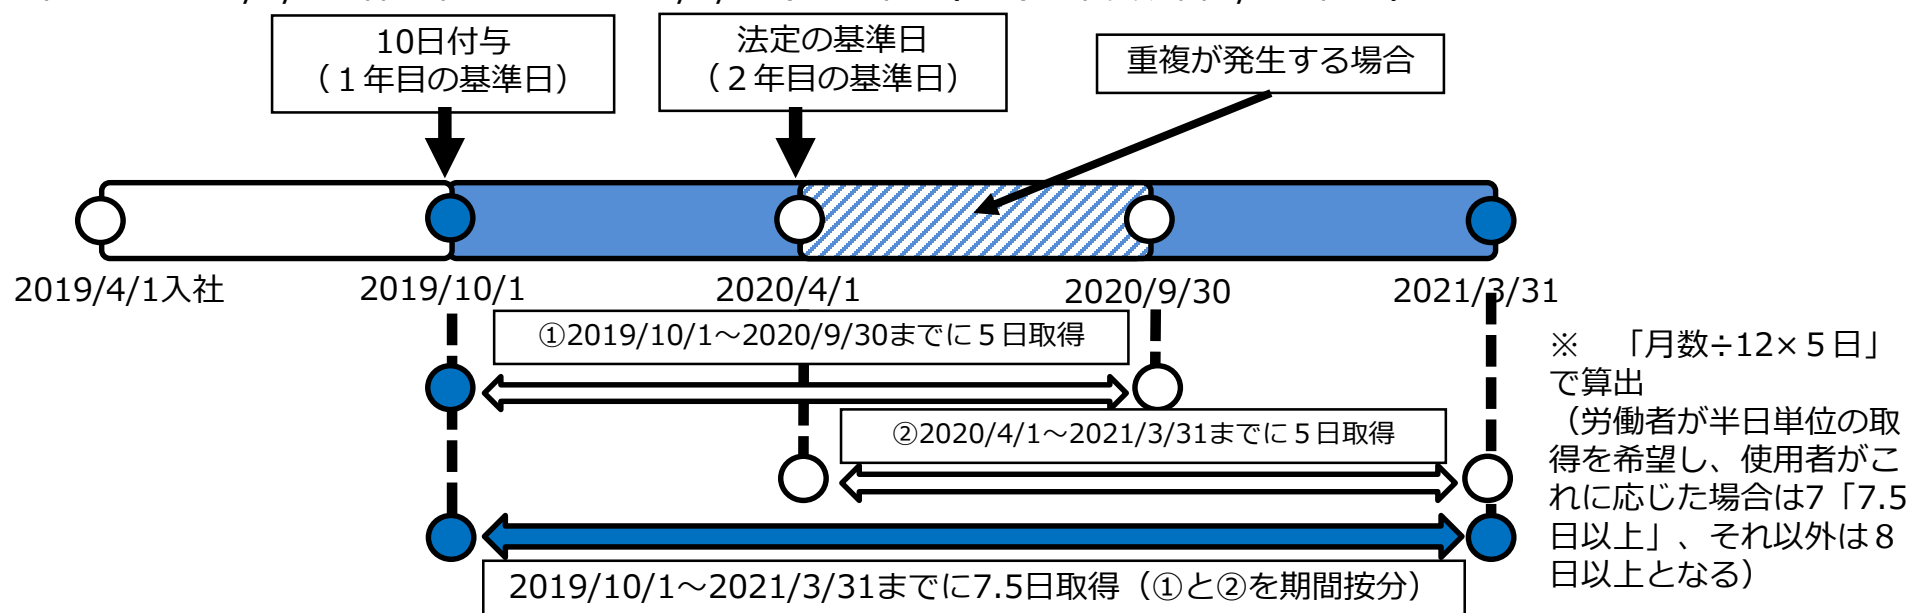 10日付与
（１年目の基準日）
法定の基準日
（２年目の基準日）
重複が発生する場合
2019/4/1入社
2019/10/1
2020/4/1
2020/9/30
2021/3/31
①2019/10/1～2020/9/30までに５日取得
②2020/4/1～2021/3/31までに５日取得
2019/10/1～2021/3/31までに7.5日取得（①と②を期間按分）
※　「月数÷12×５日」
で算出
（労働者が半日単位の取
得を希望し、使用者がこ
れに応じた場合は7「7.5
日以上」、それ以外は８
日以上となる）